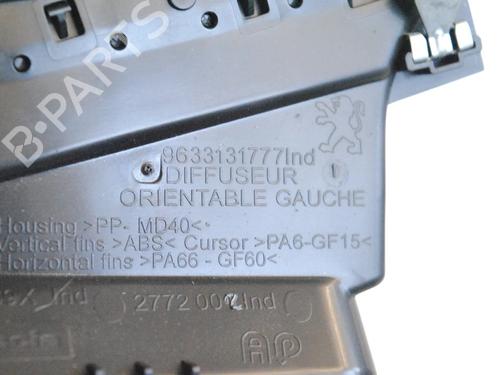 B-PARTS
9633131777Ind
DIFFUSEUR
ORIENTABLE GAUCHE
Housing >PP- MD40<
Vertical fins >ABS< Cursor >PA6-GF15<
Horizontal fins >PA66 - GF60<
2772 002Ind
AP